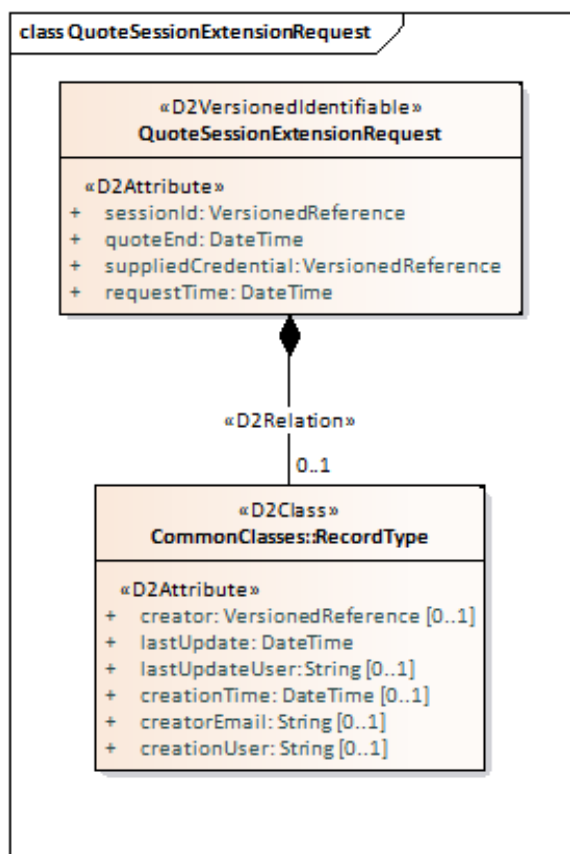 class QuoteSessionExtensionRequest
«D2VersionedIdentifiable»
QuoteSessionExtensionRequest
«D2Attribute»
+ sessionId: VersionedReference
+ quoteEnd: DateTime
+ suppliedCredential: VersionedReference
+ requestTime: DateTime
«D2Relation»
0..1
«D2Class»
CommonClasses::RecordType
«D2Attribute»
+ creator: VersionedReference [0..1]
+ lastUpdate: DateTime
+ lastUpdateUser: String [0..1]
+ creationTime: DateTime [0..1]
+ creatorEmail: String [0..1]
+ creationUser: String [0..1]